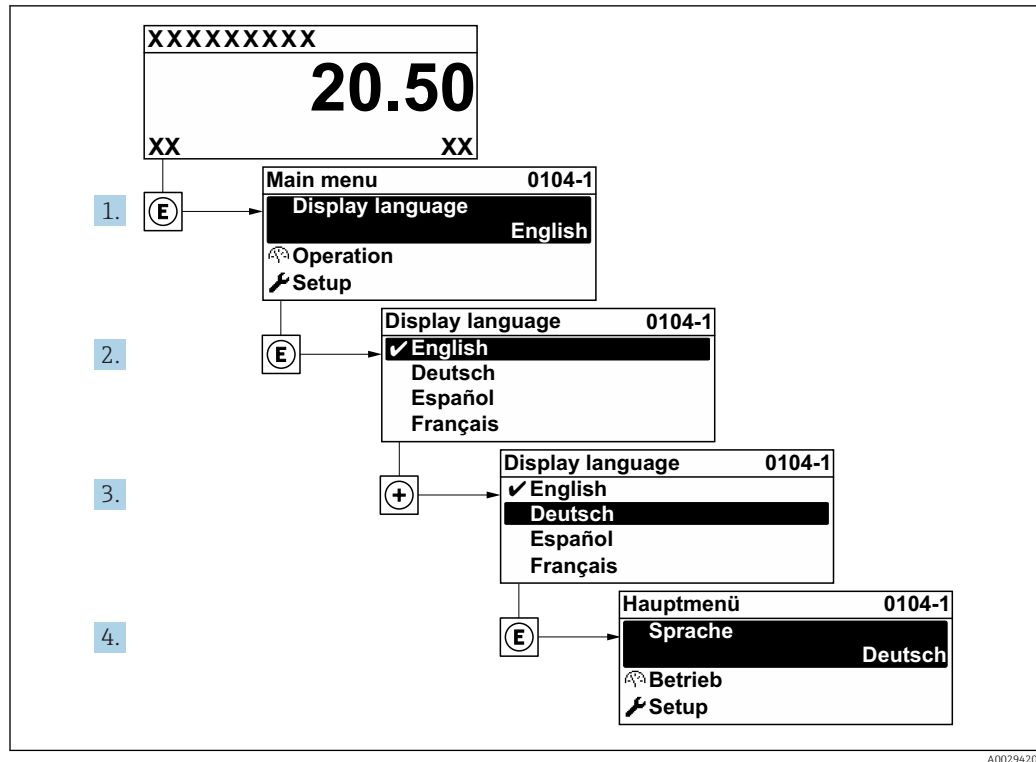 XXXXXXXXX
20.50
XX XX
1.
E
Main menu 0104-1
Display language
English
Operation
Setup
2.
E
Display language 0104-1
✔ English
Deutsch
Español
Français
3.
+
Display language 0104-1
✔ English
Deutsch
Español
Français
4.
E
Hauptmenü 0104-1
Sprache
Deutsch
Betrieb
Setup
A0029420